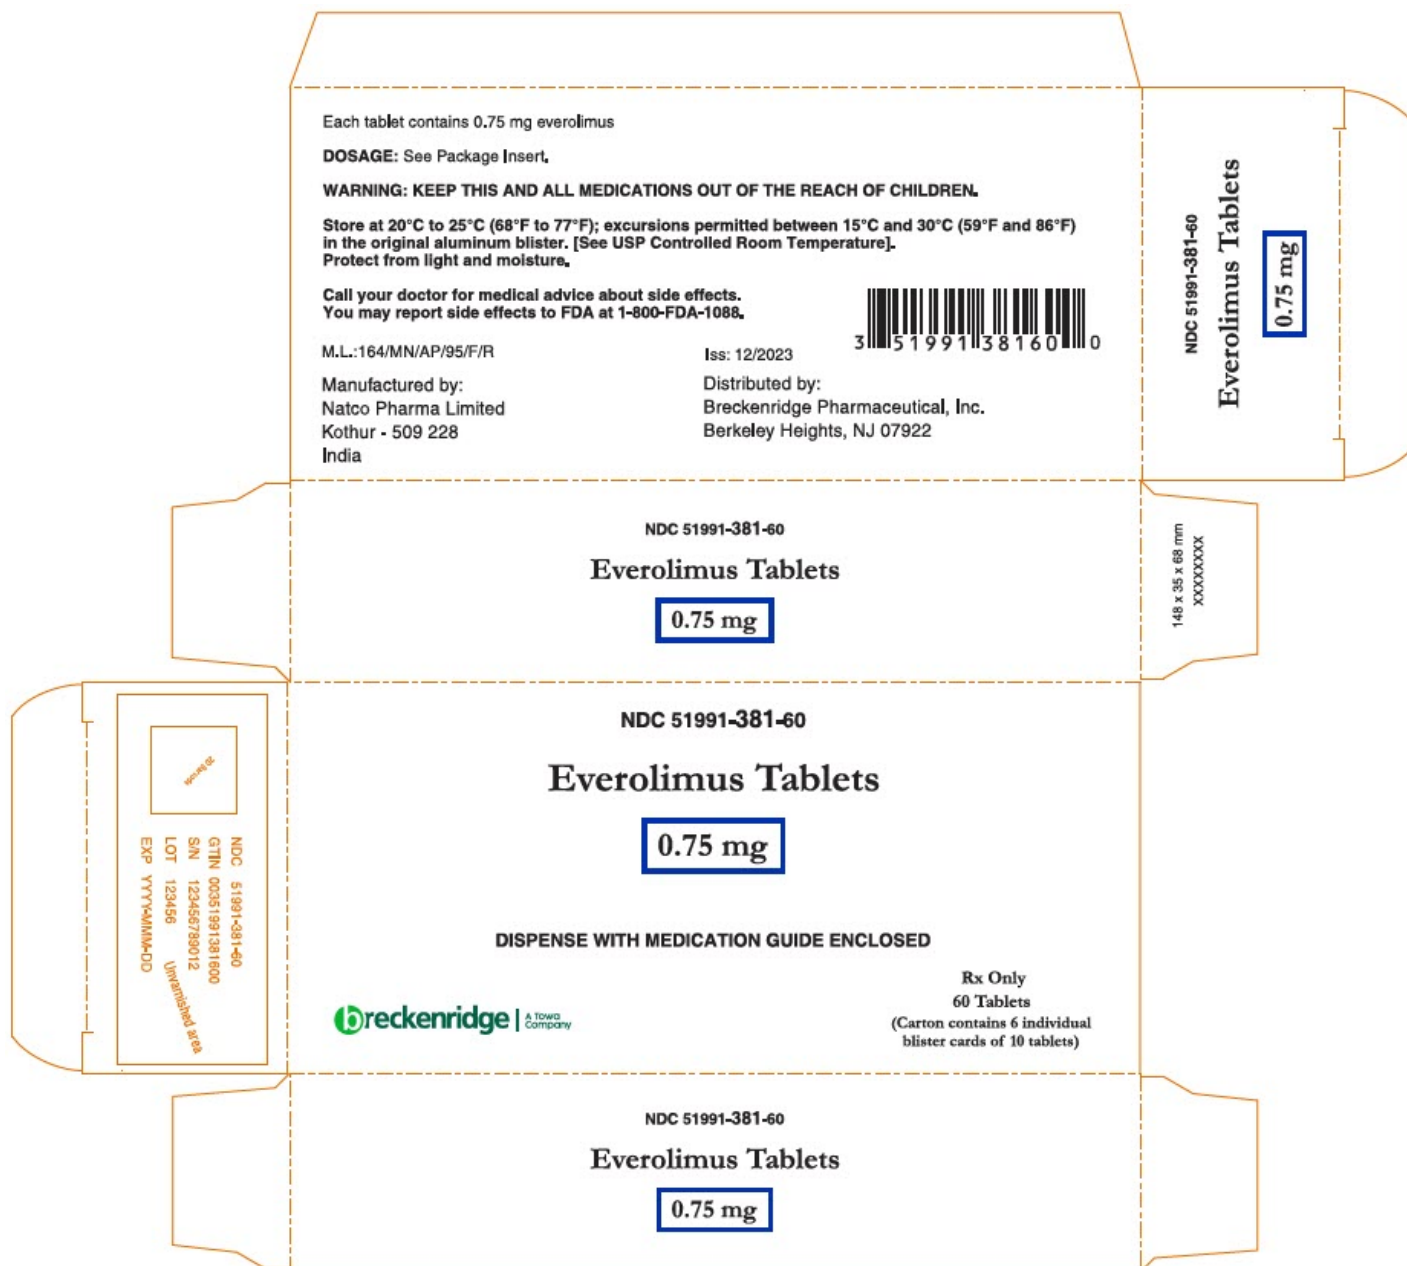 Each tablet contains 0.75 mg everolimus
DOSAGE: See Package Insert.
WARNING: KEEP THIS AND ALL MEDICATIONS OUT OF THE REACH OF CHILDREN.
Store at 20°C to 25°C (68°F to 77°F); excursions permitted between 15°C and 30°C (59°F and 86°F)
in the original aluminum blister. [See USP Controlled Room Temperature].
Protect from light and moisture.
Call your doctor for medical advice about side effects.
You may report side effects to FDA at 1-800-FDA-1088.
M.L.:164/MN/AP/95/F/R
Manufactured by:
Natco Pharma Limited
Kothur - 509 228
India
Iss: 12/2023
Distributed by:
Breckenridge Pharmaceutical, Inc.
Berkeley Heights, NJ 07922
3 51991 38160 0
NDC 51991-381-60
Everolimus Tablets
0.75 mg
NDC 51991-381-60
Everolimus Tablets
0.75 mg
148 x 35 x 68 mm
XXXXXXXX
2D Barcode
NDC 51991-381-60
GTIN 00351991381600
S/N 123456789012
LOT 123456
EXP YYYY-MMM-DD
Unvarnished area
NDC 51991-381-60
Everolimus Tablets
0.75 mg
DISPENSE WITH MEDICATION GUIDE ENCLOSED
breckenridge
A Towa
Company
Rx Only
60 Tablets
(Carton contains 6 individual
blister cards of 10 tablets)
NDC 51991-381-60
Everolimus Tablets
0.75 mg